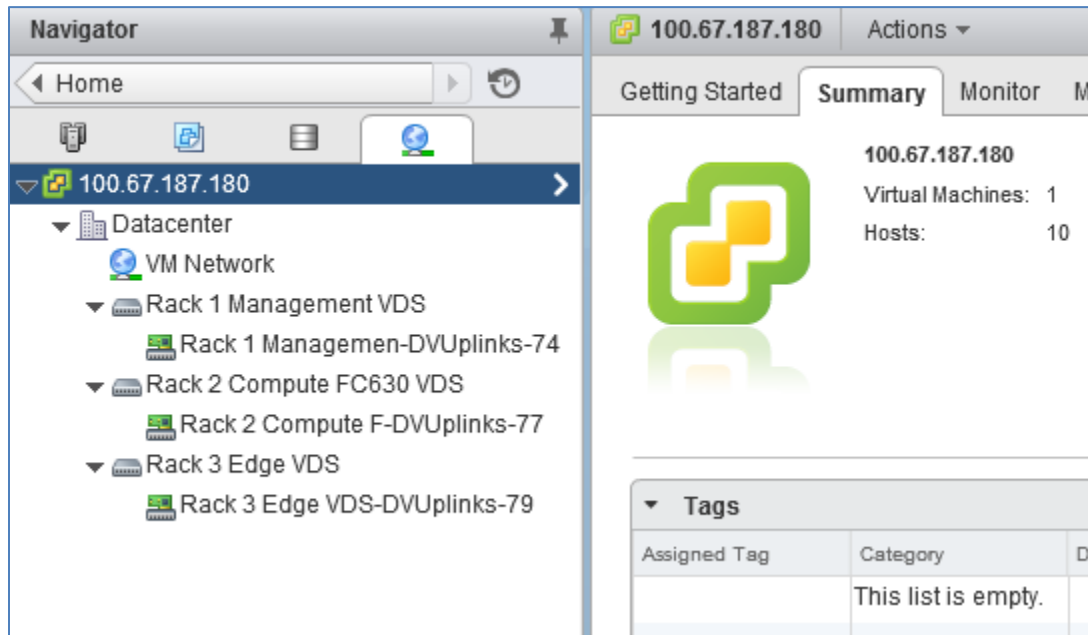 Navigator
Home
100.67.187.180
Datacenter
VM Network
Rack 1 Management VDS
Rack 1 Managemen-DVUplinks-74
Rack 2 Compute FC630 VDS
Rack 2 Compute F-DVUplinks-77
Rack 3 Edge VDS
Rack 3 Edge VDS-DVUplinks-79
100.67.187.180 Actions
Getting Started Summary Monitor M
100.67.187.180
Virtual Machines: 1
Hosts: 10
Tags
Assigned Tag Category D
This list is empty.